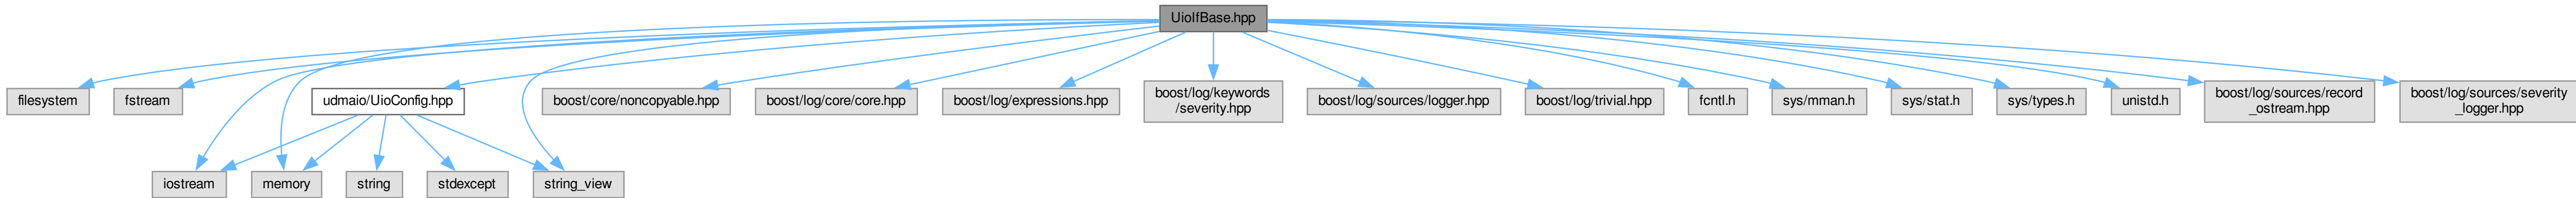 UioIfBase.hpp
filesystem
fstream
udmaio/UioConfig.hpp
boost/core/noncopyable.hpp
boost/log/core/core.hpp
boost/log/expressions.hpp
boost/log/keywords
/severity.hpp
boost/log/sources/logger.hpp
boost/log/trivial.hpp
fcntl.h
sys/mman.h
sys/stat.h
sys/types.h
unistd.h
boost/log/sources/record
_ostream.hpp
boost/log/sources/severity
_logger.hpp
iostream
memory
string
stdexcept
string_view